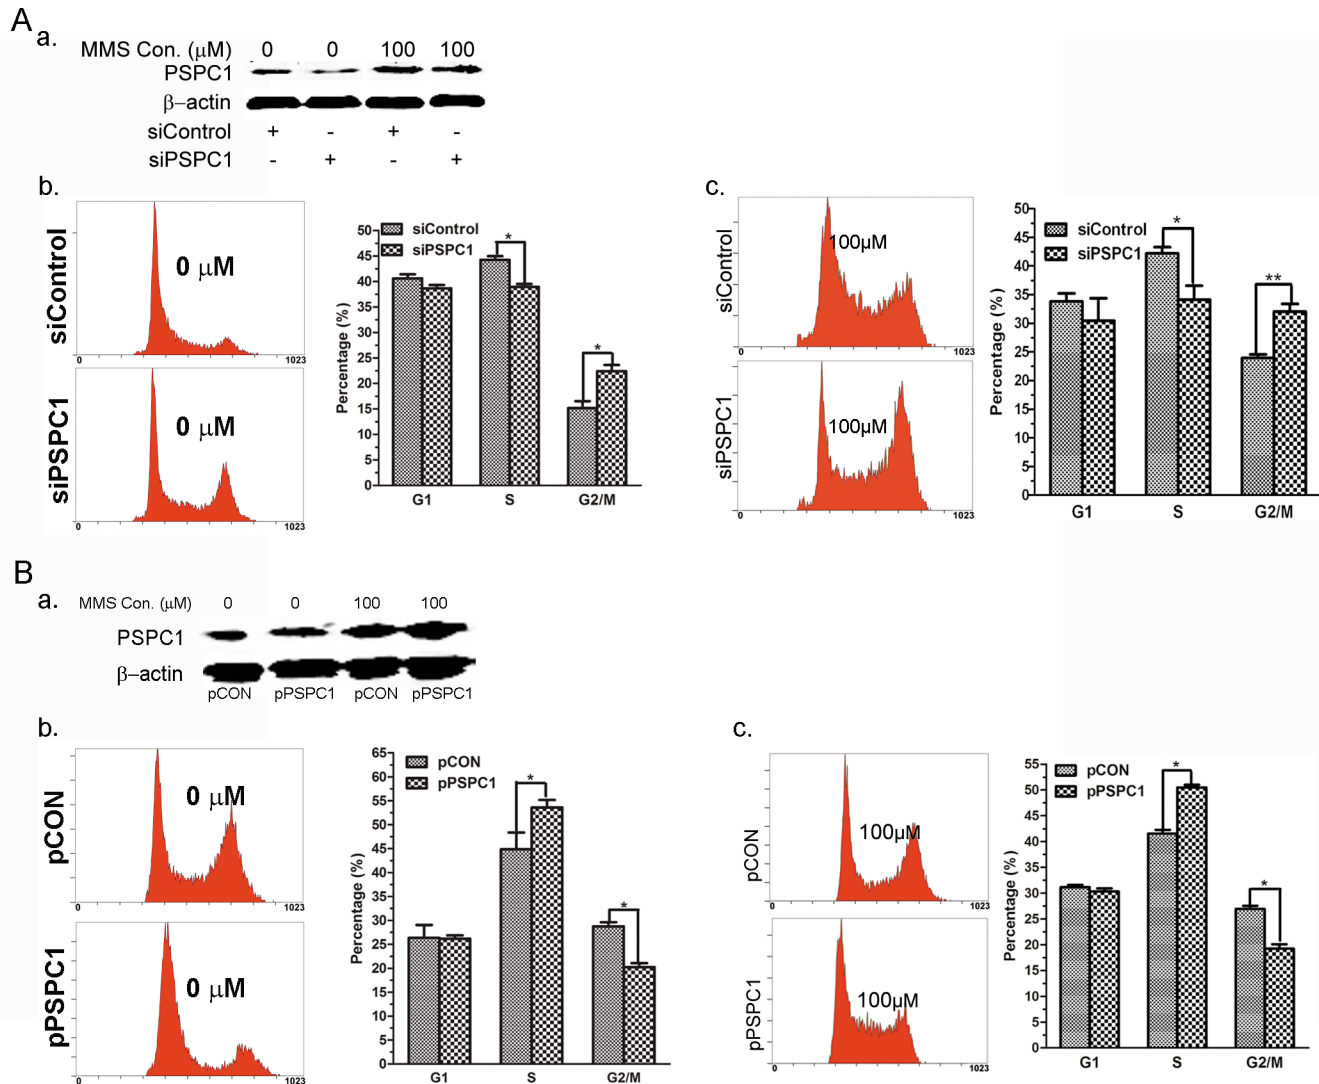 A
a.
MMS Con. (μM) 0 0 100 100
PSPC1
β–actin
siControl + - + -
siPSPC1 - + - +
b.
siControl
0 μM
0 1023
siPSPC1
0 μM
0 1023
siControl
siPSPC1
*
*
Percentage (%)
50
45
40
35
30
25
20
15
10
5
0
G1 S G2/M
c.
siControl
100μM
0 1023
siPSPC1
100μM
0 1023
siControl
siPSPC1
*
**
Percentage (%)
50
45
40
35
30
25
20
15
10
5
0
G1 S G2/M
B
a.
MMS Con. (μM) 0 0 100 100
PSPC1
β–actin
pCON pPSPC1 pCON pPSPC1
b.
pCON
0 μM
0 1023
pPSPC1
0 μM
0 1023
pCON
pPSPC1
*
*
Percentage (%)
65
60
55
50
45
40
35
30
25
20
15
10
5
0
G1 S G2/M
c.
pCON
100μM
0 1023
pPSPC1
100μM
0 1023
pCON
pPSPC1
*
*
Percentage (%)
55
50
45
40
35
30
25
20
15
10
5
0
G1 S G2/M